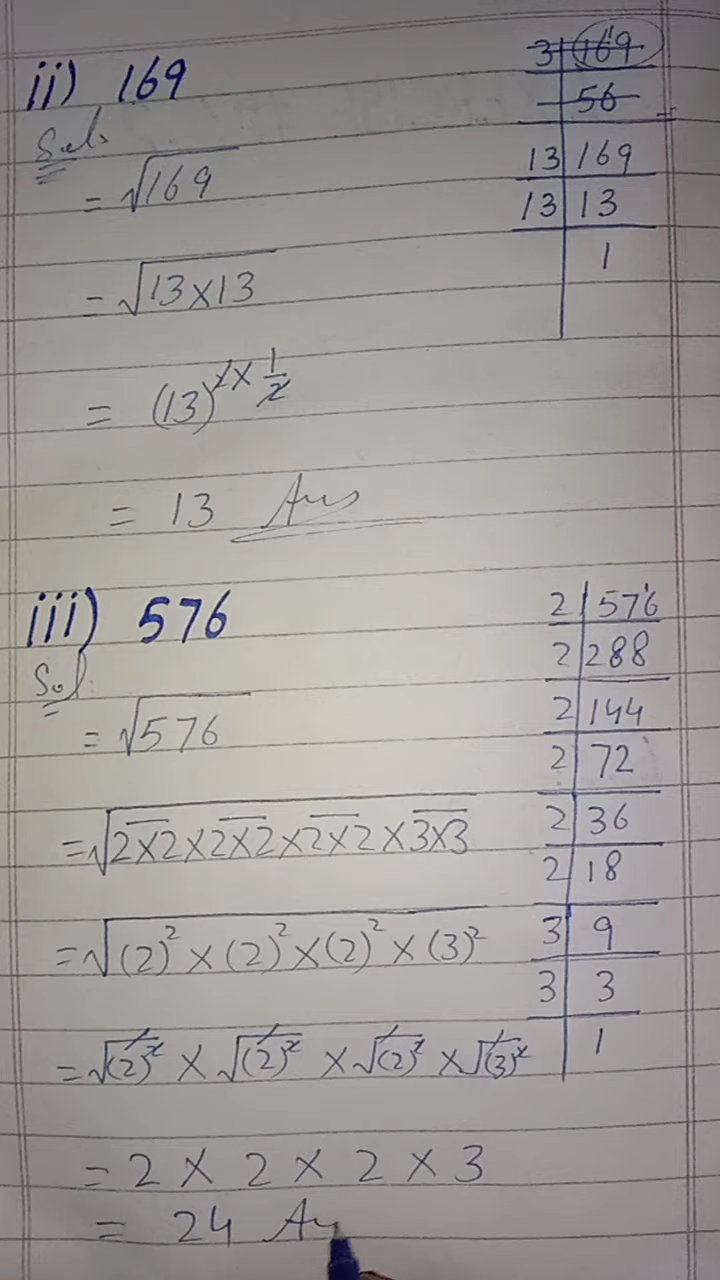 ii) 169
Sol.
= √169
= √13×13
= (13)^2×1/2
= 13 Ans
3 | 169
56
13 | 169
13 | 13
1
iii) 576
Sol.
= √576
= √2×2×2×2×2×2×3×3
= √(2)²×(2)²×(2)²×(3)²
= √(2)² × √(2)² × √(2)² × √(3)²
= 2 × 2 × 2 × 3
= 24 An
2 | 576
2 | 288
2 | 144
2 | 72
2 | 36
2 | 18
3 | 9
3 | 3
1